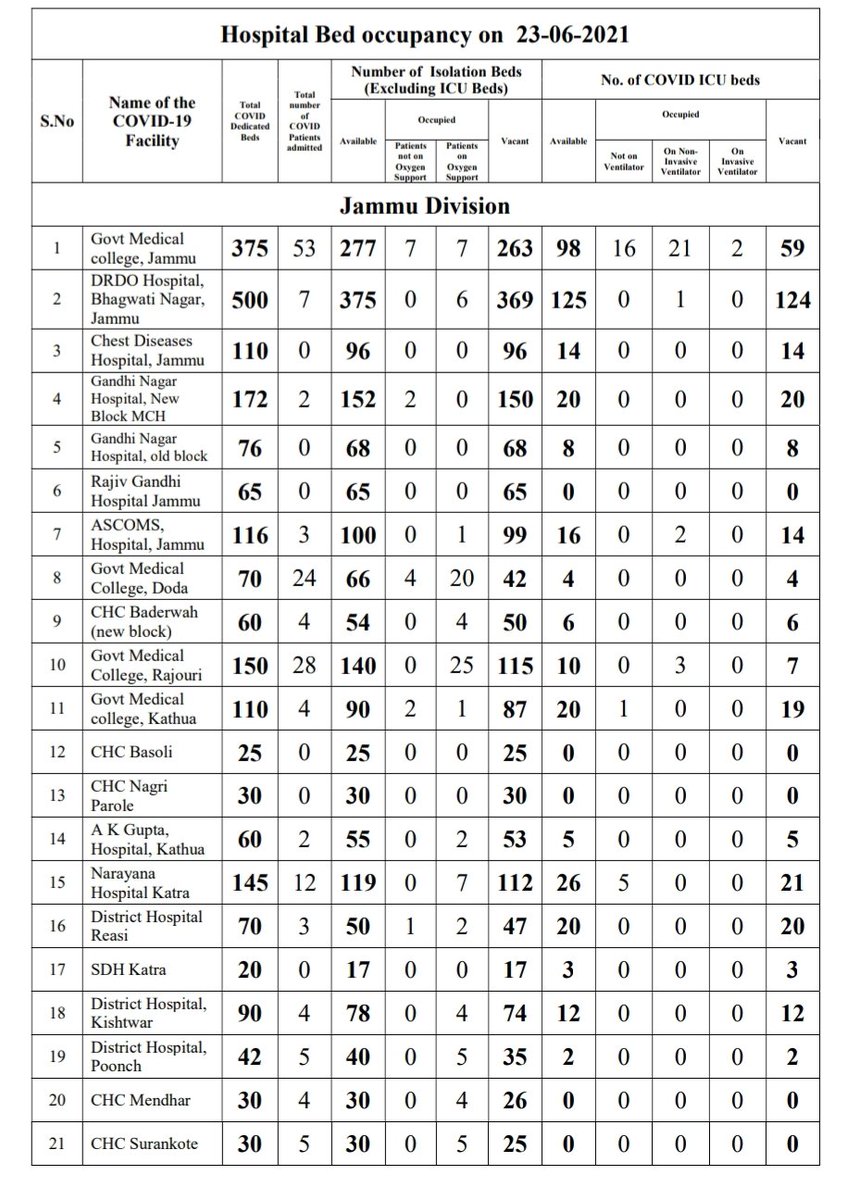 Hospital Bed occupancy on 23-06-2021
S.No
Name of the
COVID-19
Facility
Total
COVID
Dedicated
Beds
Total
number
of
COVID
Patients
admitted
Number of Isolation Beds
(Excluding ICU Beds)
No. of COVID ICU beds
Available
Occupied
Patients
not on
Oxygen
Support
Patients
on
Oxygen
Support
Vacant
Available
Occupied
Not on
Ventilator
On Non-
Invasive
Ventilator
On
Invasive
Ventilator
Vacant
Jammu Division
1
Govt Medical
college, Jammu
375 53 277 7 7 263 98 16 21 2 59
2
DRDO Hospital,
Bhagwati Nagar,
Jammu
500 7 375 0 6 369 125 0 1 0 124
3
Chest Diseases
Hospital, Jammu
110 0 96 0 0 96 14 0 0 0 14
4
Gandhi Nagar
Hospital, New
Block MCH
172 2 152 2 0 150 20 0 0 0 20
5
Gandhi Nagar
Hospital, old block
76 0 68 0 0 68 8 0 0 0 8
6
Rajiv Gandhi
Hospital Jammu
65 0 65 0 0 65 0 0 0 0 0
7
ASCOMS,
Hospital, Jammu
116 3 100 0 1 99 16 0 2 0 14
8
Govt Medical
College, Doda
70 24 66 4 20 42 4 0 0 0 4
9
CHC Baderwah
(new block)
60 4 54 0 4 50 6 0 0 0 6
10
Govt Medical
College, Rajouri
150 28 140 0 25 115 10 0 3 0 7
11
Govt Medical
college, Kathua
110 4 90 2 1 87 20 1 0 0 19
12
CHC Basoli
25 0 25 0 0 25 0 0 0 0 0
13
CHC Nagri
Parole
30 0 30 0 0 30 0 0 0 0 0
14
A K Gupta,
Hospital, Kathua
60 2 55 0 2 53 5 0 0 0 5
15
Narayana
Hospital Katra
145 12 119 0 7 112 26 5 0 0 21
16
District Hospital
Reasi
70 3 50 1 2 47 20 0 0 0 20
17
SDH Katra
20 0 17 0 0 17 3 0 0 0 3
18
District Hospital,
Kishtwar
90 4 78 0 4 74 12 0 0 0 12
19
District Hospital,
Poonch
42 5 40 0 5 35 2 0 0 0 2
20
CHC Mendhar
30 4 30 0 4 26 0 0 0 0 0
21
CHC Surankote
30 5 30 0 5 25 0 0 0 0 0